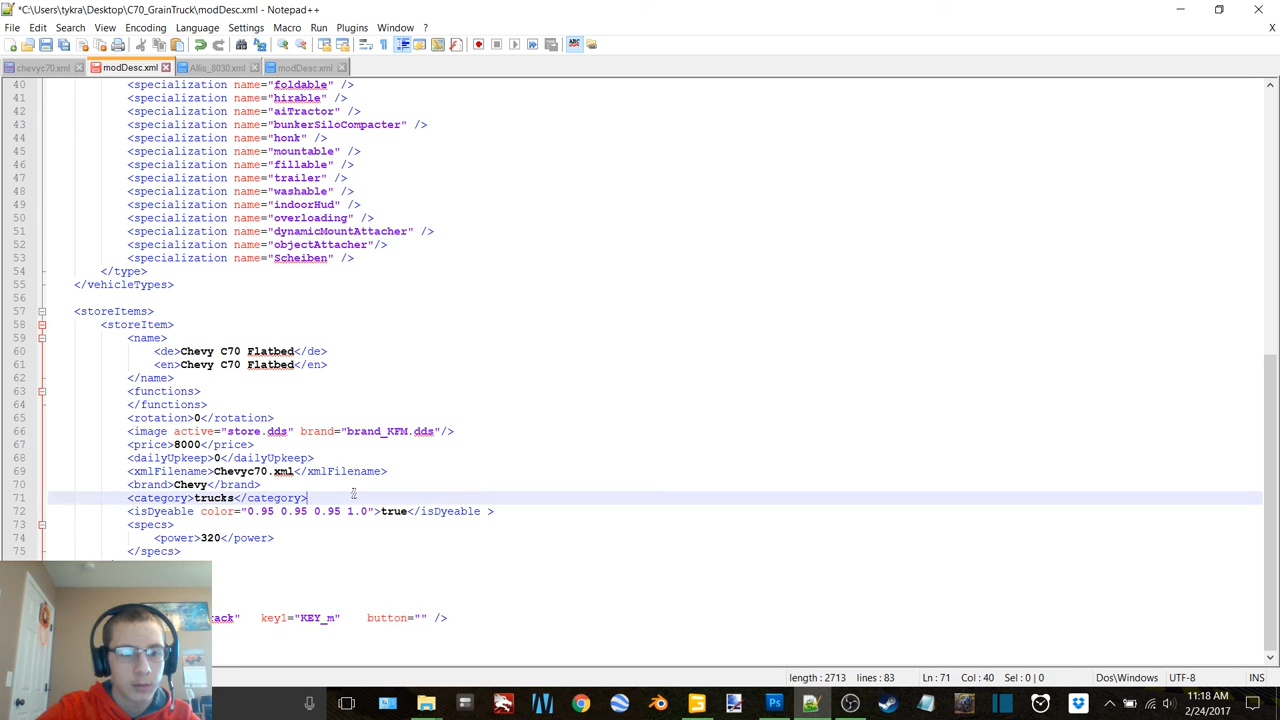 *C:\Users\tykra\Desktop\C70_GrainTruck\modDesc.xml - Notepad++
File Edit Search View Encoding Language Settings Macro Run Plugins Window ?
chevyc70.xml modDesc.xml Allis_8030.xml modDesc.xml
40 <specialization name="foldable" />
41 <specialization name="hirable" />
42 <specialization name="aiTractor" />
43 <specialization name="bunkerSiloCompacter" />
44 <specialization name="honk" />
45 <specialization name="mountable" />
46 <specialization name="fillable" />
47 <specialization name="trailer" />
48 <specialization name="washable" />
49 <specialization name="indoorHud" />
50 <specialization name="overloading" />
51 <specialization name="dynamicMountAttacher" />
52 <specialization name="objectAttacher"/>
53 <specialization name="Scheiben" />
54 </type>
55 </vehicleTypes>
56
57 <storeItems>
58 <storeItem>
59 <name>
60 <de>Chevy C70 Flatbed</de>
61 <en>Chevy C70 Flatbed</en>
62 </name>
63 <functions>
64 </functions>
65 <rotation>0</rotation>
66 <image active="store.dds" brand="brand_KFM.dds"/>
67 <price>8000</price>
68 <dailyUpkeep>0</dailyUpkeep>
69 <xmlFilename>Chevyc70.xml</xmlFilename>
70 <brand>Chevy</brand>
71 <category>trucks</category>
72 <isDyeable color="0.95 0.95 0.95 1.0">true</isDyeable >
73 <specs>
74 <power>320</power>
75 </specs>
rack" key1="KEY_m" button="" />
length : 2713 lines : 83 Ln : 71 Col : 40 Sel : 0 | 0 Dos\Windows UTF-8 INS
11:18 AM
2/24/2017